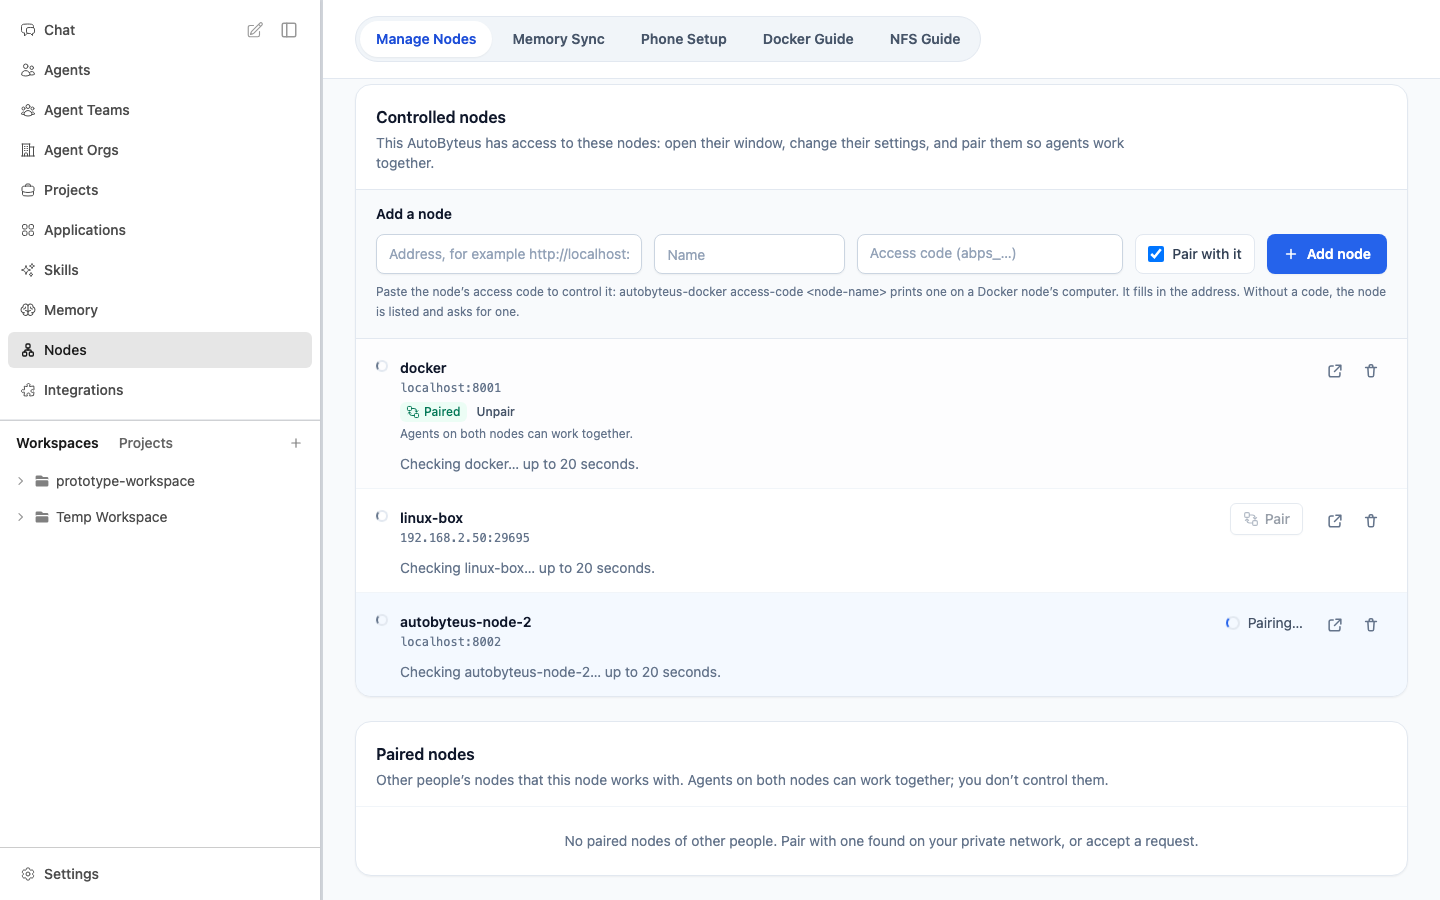 Chat
Agents
Agent Teams
Agent Orgs
Projects
Applications
Skills
Memory
Nodes
Integrations
Workspaces
Projects
prototype-workspace
Temp Workspace
Settings
Manage Nodes
Memory Sync
Phone Setup
Docker Guide
NFS Guide
Controlled nodes
This AutoByteus has access to these nodes: open their window, change their settings, and pair them so agents work
together.
Add a node
Address, for example http://localhost:
Name
Access code (abps_…)
Pair with it
Add node
Paste the node’s access code to control it: autobyteus-docker access-code <node-name> prints one on a Docker node’s computer. It fills in the address. Without a code, the node
is listed and asks for one.
docker
localhost:8001
Paired
Unpair
Agents on both nodes can work together.
Checking docker… up to 20 seconds.
linux-box
192.168.2.50:29695
Pair
Checking linux-box… up to 20 seconds.
autobyteus-node-2
localhost:8002
Pairing…
Checking autobyteus-node-2… up to 20 seconds.
Paired nodes
Other people’s nodes that this node works with. Agents on both nodes can work together; you don’t control them.
No paired nodes of other people. Pair with one found on your private network, or accept a request.